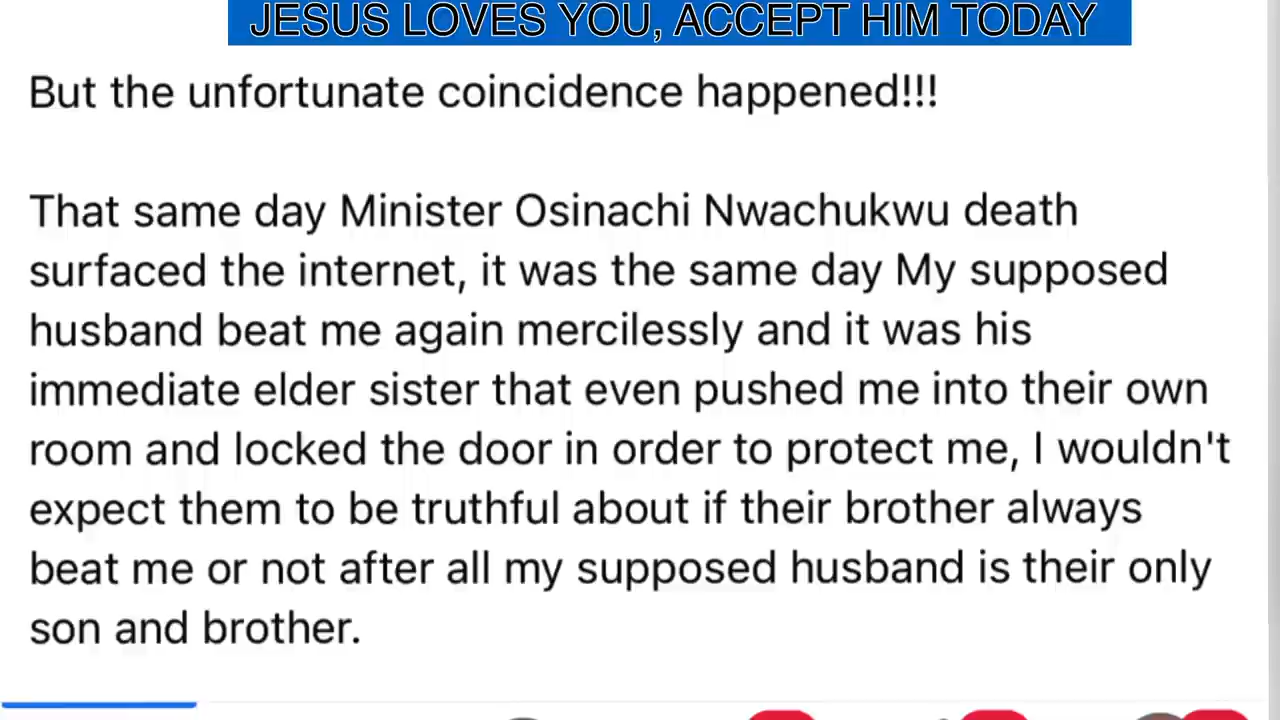 JESUS LOVES YOU, ACCEPT HIM TODAY
But the unfortunate coincidence happened!!!
That same day Minister Osinachi Nwachukwu death
surfaced the internet, it was the same day My supposed
husband beat me again mercilessly and it was his
immediate elder sister that even pushed me into their own
room and locked the door in order to protect me, I wouldn't
expect them to be truthful about if their brother always
beat me or not after all my supposed husband is their only
son and brother.